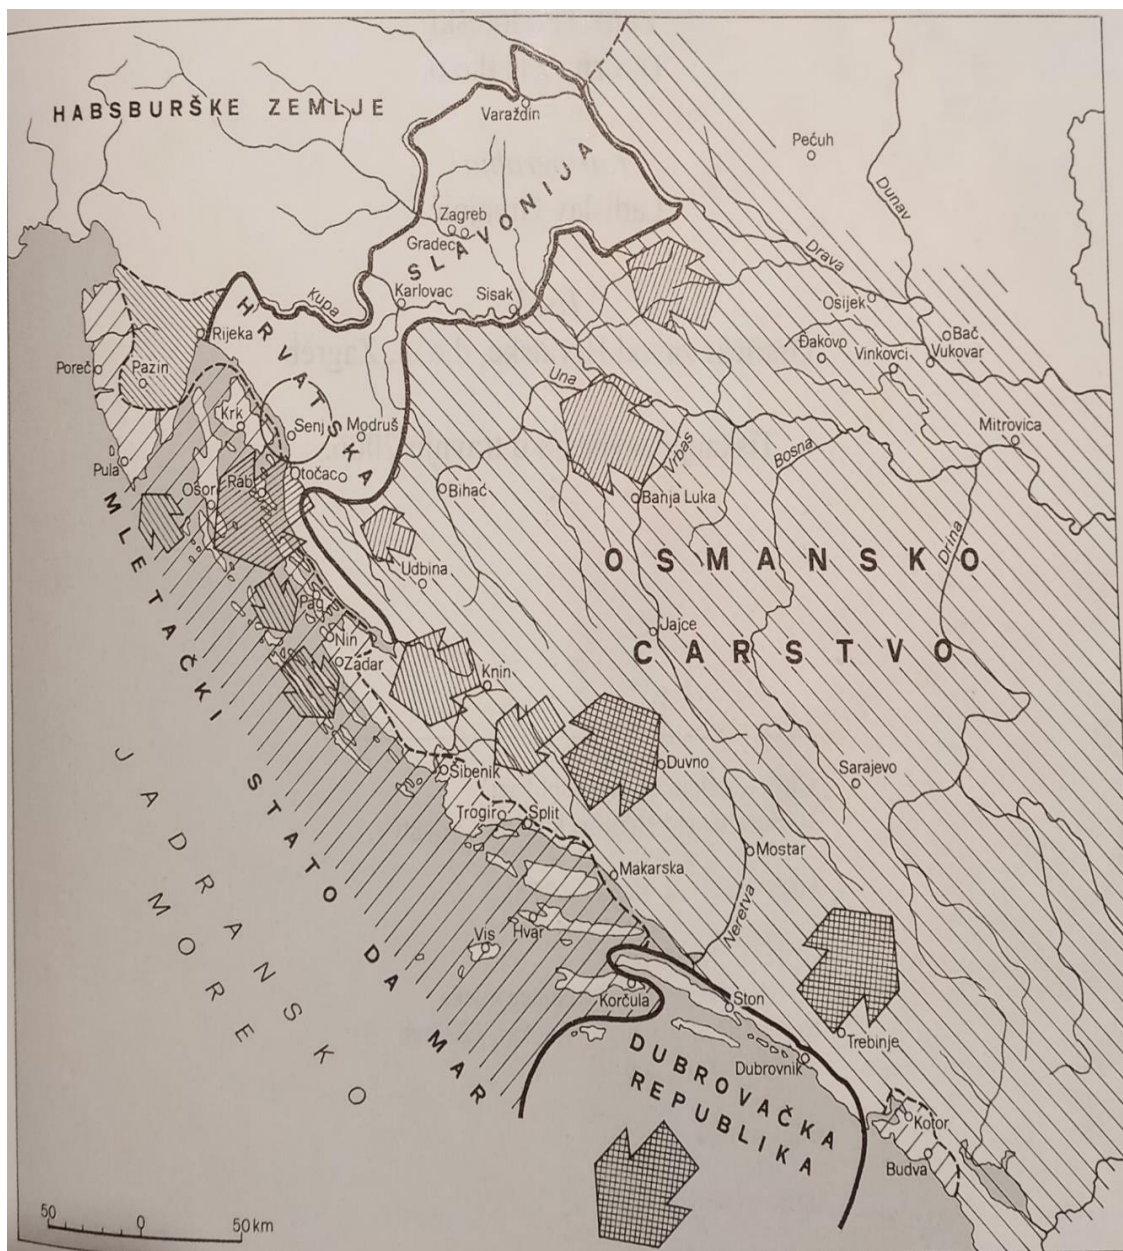 HABSBURŠKE ZEMLJE
Varaždin
Pečuh
Dunav
SLAVONIJA
Zagreb
Gradec
Drava
Kupa
Karlovac
Sisak
Osijek
HRVATSKA
Rijeka
Bač
Đakovo
Vinkovci
Vukovar
Poreč
Pazin
Una
Krk
Senj
Modruš
Mitrovica
Vrbas
Bosna
Pula
Otočac
Osor
Rab
Bihać
Banja Luka
Drina
OSMANSKO
Udbina
Pag
Jajce
Nin
CARSTVO
Zadar
Knin
MLETAČKI STATO DA MAR
JADRANSKO
MORE
Šibenik
Duvno
Sarajevo
Trogir
Split
Mostar
Makarska
Neretva
Hvar
Vis
Korčula
Ston
Trebinje
Dubrovnik
DUBROVAČKA
REPUBLIKA
Kotor
Budva
50 0 50 km